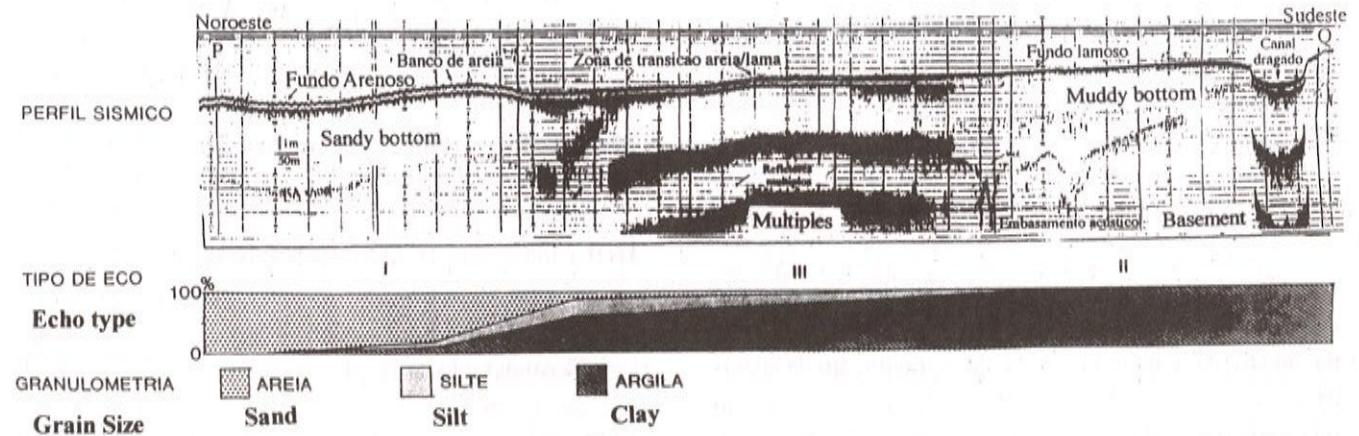 Noroeste
Sudeste
P
Q
Fundo Arenoso
Banco de areia
Zona de transicão areia/lama
Fundo lamoso
Canal
dragado
PERFIL SISMICO
1m
50m
Sandy bottom
Muddy bottom
Multiples
Embasamento acústico
Basement
TIPO DE ECO
I
III
II
Echo type
100%
0
GRANULOMETRIA
AREIA
SILTE
ARGILA
Grain Size
Sand
Silt
Clay